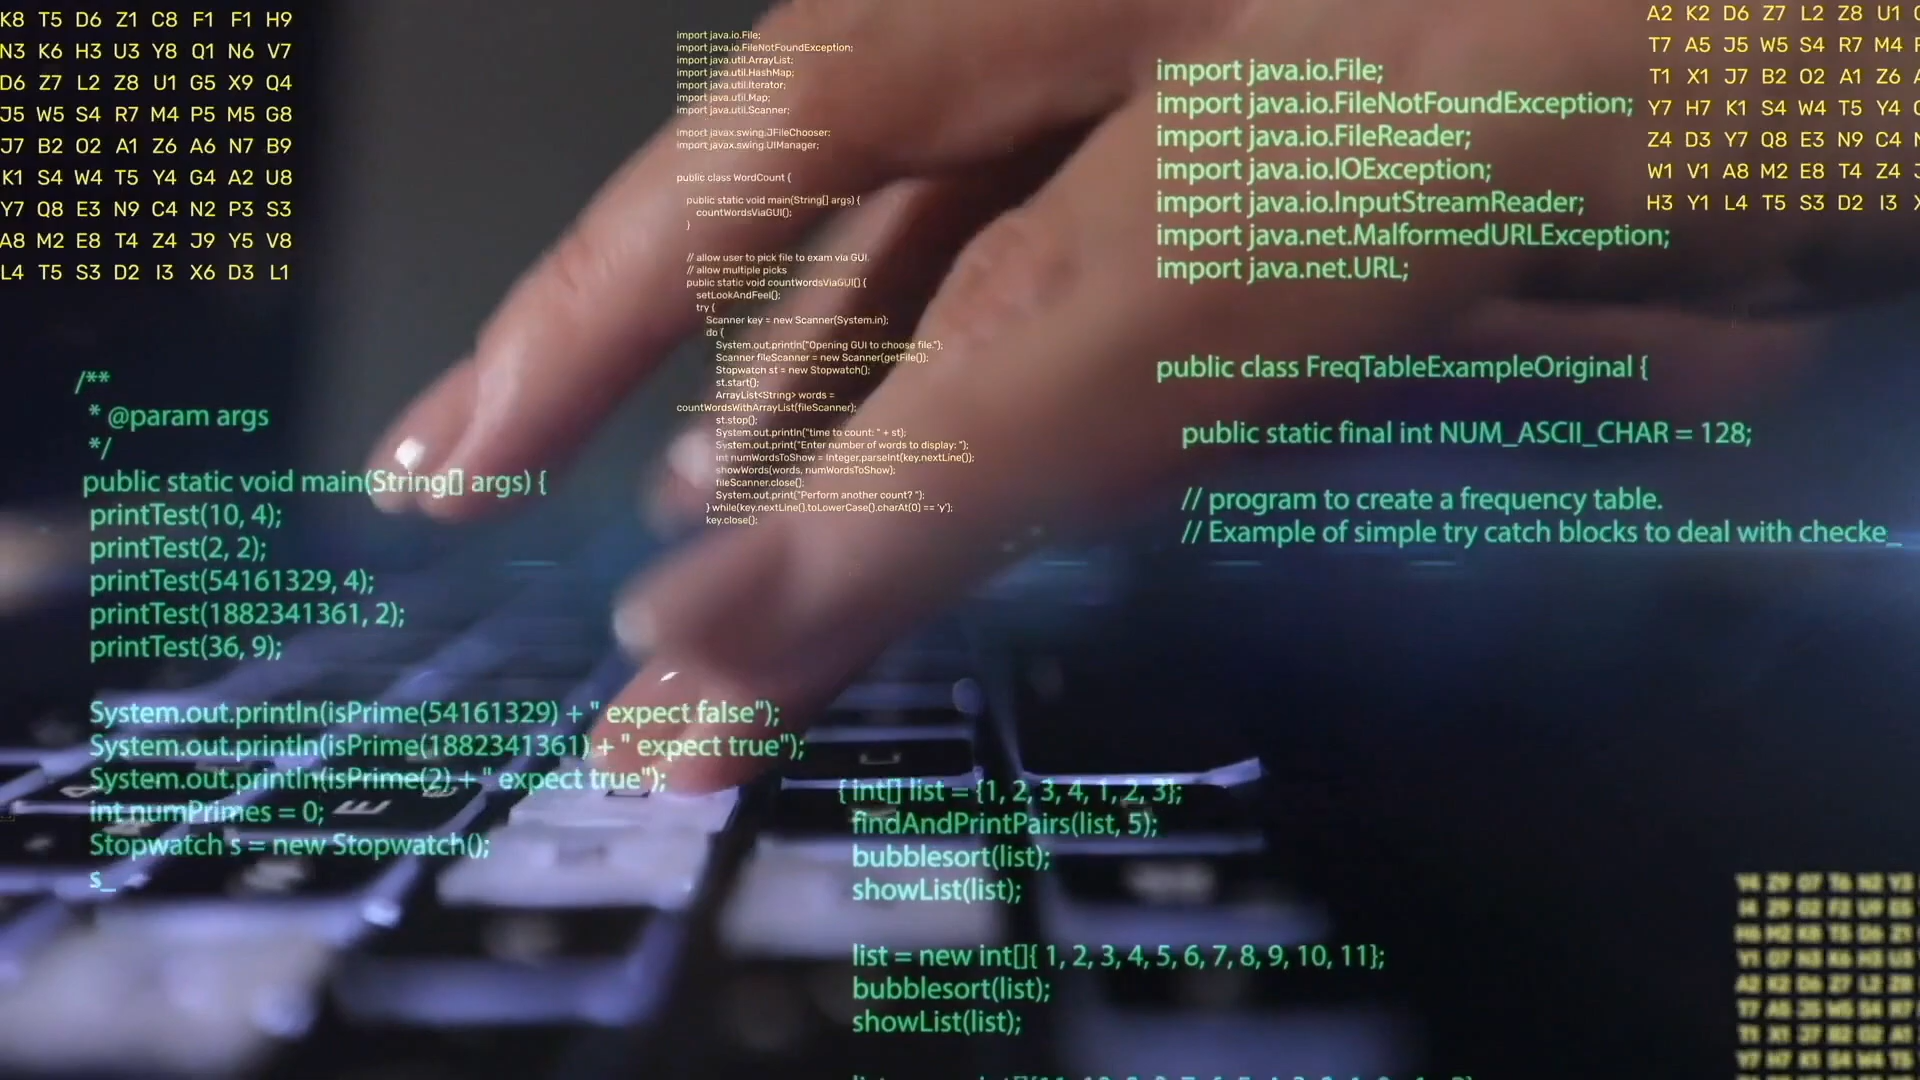 K8 T5 D6 Z1 C8 F1 F1 H9
N3 K6 H3 U3 Y8 Q1 N6 V7
D6 Z7 L2 Z8 U1 G5 X9 Q4
J5 W5 S4 R7 M4 P5 M5 G8
J7 B2 O2 A1 Z6 A6 N7 B9
K1 S4 W4 T5 Y4 G4 A2 U8
Y7 Q8 E3 N9 C4 N2 P3 S3
A8 M2 E8 T4 Z4 J9 Y5 V8
L4 T5 S3 D2 I3 X6 D3 L1
/**
* @param args
*/
public static void main(String[] args) {
printTest(10, 4);
printTest(2, 2);
printTest(54161329, 4);
printTest(1882341361, 2);
printTest(36, 9);
System.out.println(isPrime(54161329) + " expect false");
System.out.println(isPrime(1882341361) + " expect true");
System.out.println(isPrime(2) + " expect true");
int numPrimes = 0;
Stopwatch s = new Stopwatch();
s_
import java.io.File;
import java.io.FileNotFoundException;
import java.util.ArrayList;
import java.util.HashMap;
import java.util.Iterator;
import java.util.Map;
import java.util.Scanner;
import javax.swing.JFileChooser;
import javax.swing.UIManager;
public class WordCount {
public static void main(String[] args) {
countWordsViaGUI();
}
// allow user to pick file to exam via GUI.
// allow multiple picks
public static void countWordsViaGUI() {
setLookAndFeel();
try {
Scanner key = new Scanner(System.in);
do {
System.out.println("Opening GUI to choose file.");
Scanner fileScanner = new Scanner(getFile());
Stopwatch st = new Stopwatch();
st.start();
ArrayList<String> words =
countWordsWithArrayList(fileScanner);
st.stop();
System.out.println("time to count: " + st);
System.out.print("Enter number of words to display: ");
int numWordsToShow = Integer.parseInt(key.nextLine());
showWords(words, numWordsToShow);
fileScanner.close();
System.out.print("Perform another count? ");
} while(key.nextLine().toLowerCase().charAt(0) == 'y');
key.close();
{ int[] list = {1, 2, 3, 4, 1, 2, 3};
findAndPrintPairs(list, 5);
bubblesort(list);
showList(list);
list = new int[]{ 1, 2, 3, 4, 5, 6, 7, 8, 9, 10, 11};
bubblesort(list);
showList(list);
import java.io.File;
import java.io.FileNotFoundException;
import java.io.FileReader;
import java.io.IOException;
import java.io.InputStreamReader;
import java.net.MalformedURLException;
import java.net.URL;
public class FreqTableExampleOriginal {
public static final int NUM_ASCII_CHAR = 128;
// program to create a frequency table.
// Example of simple try catch blocks to deal with checke_
A2 K2 D6 Z7 L2 Z8 U1
T7 A5 J5 W5 S4 R7 M4
T1 X1 J7 B2 O2 A1 Z6
Y7 H7 K1 S4 W4 T5 Y4
Z4 D3 Y7 Q8 E3 N9 C4
W1 V1 A8 M2 E8 T4 Z4
H3 Y1 L4 T5 S3 D2 I3